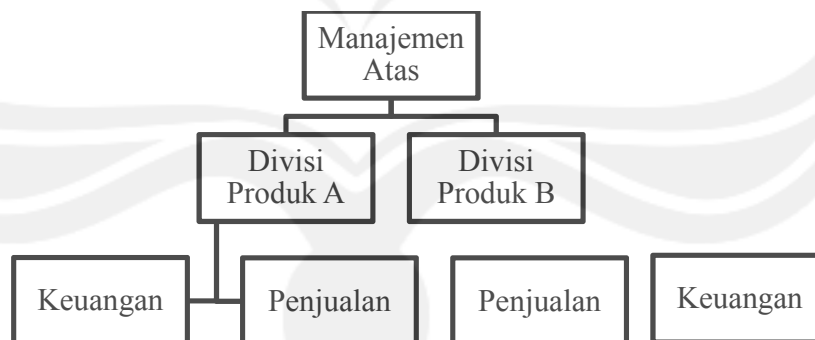 Manajemen
Atas
Divisi
Produk A
Divisi
Produk B
Keuangan
Penjualan
Penjualan
Keuangan